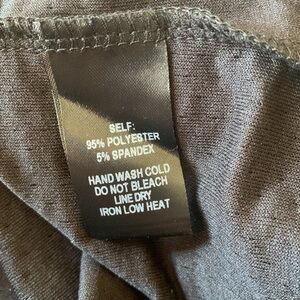 SELF:
95% POLYESTER
5% SPANDEX
HAND WASH COLD
DO NOT BLEACH
LINE DRY
IRON LOW HEAT